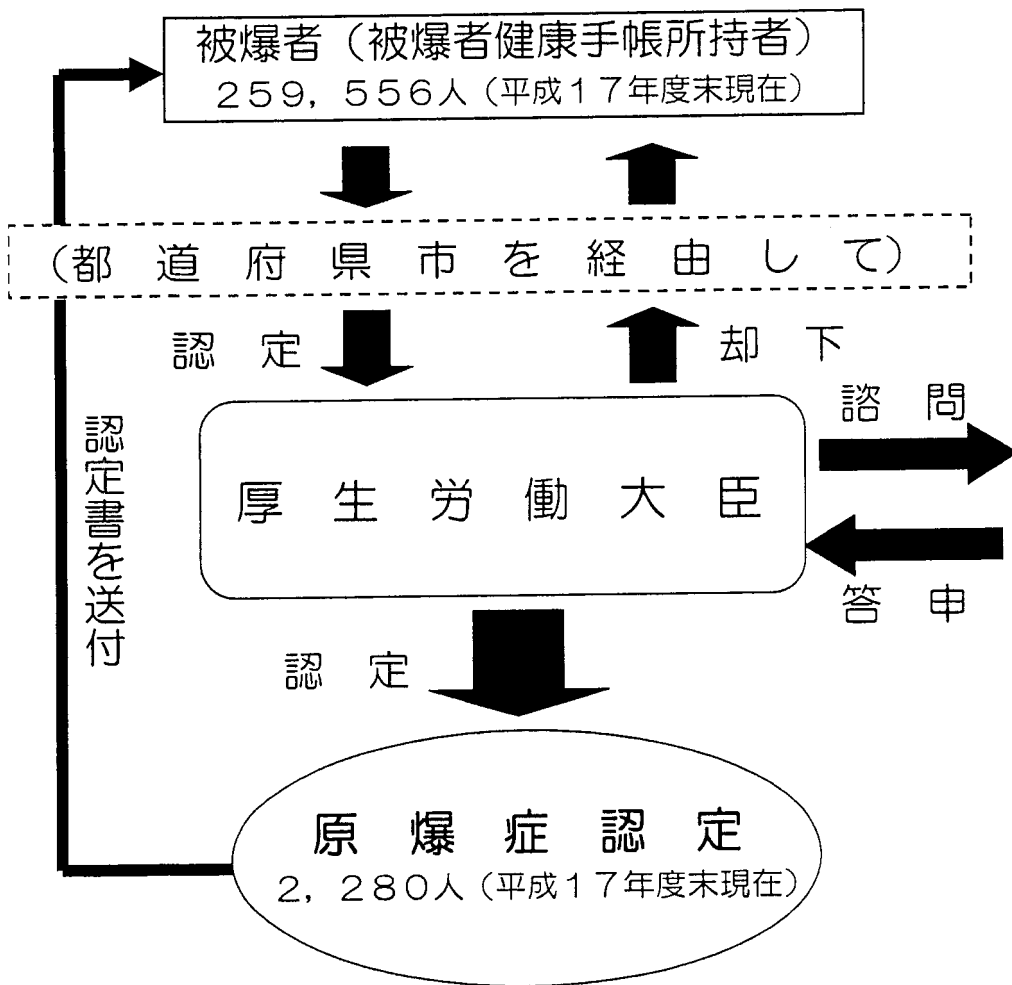 被爆者（被爆者健康手帳所持者）
２５９，５５６人（平成１７年度末現在）
（都道府県市を経由して）
認定
却下
諮問
厚生労働大臣
答申
認定書を送付
認定
原爆症認定
２，２８０人（平成１７年度末現在）